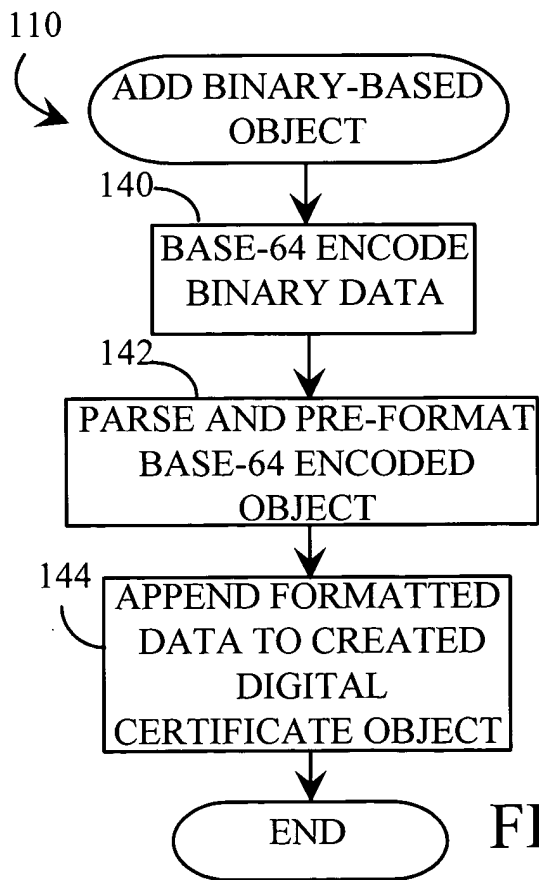 110
ADD BINARY-BASED
OBJECT
140
BASE-64 ENCODE
BINARY DATA
142
PARSE AND PRE-FORMAT
BASE-64 ENCODED
OBJECT
144
APPEND FORMATTED
DATA TO CREATED
DIGITAL
CERTIFICATE OBJECT
END